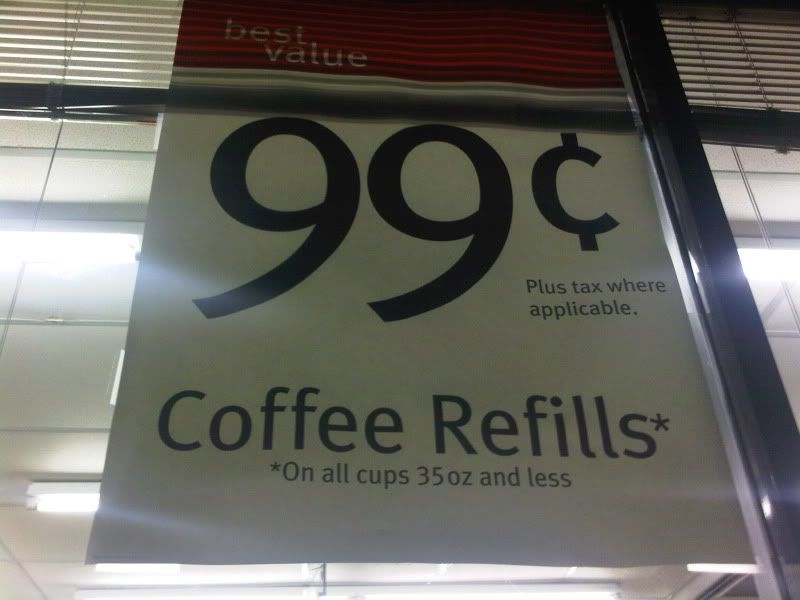 best
value
99¢
Plus tax where
applicable.
Coffee Refills*
*On all cups 35oz and less